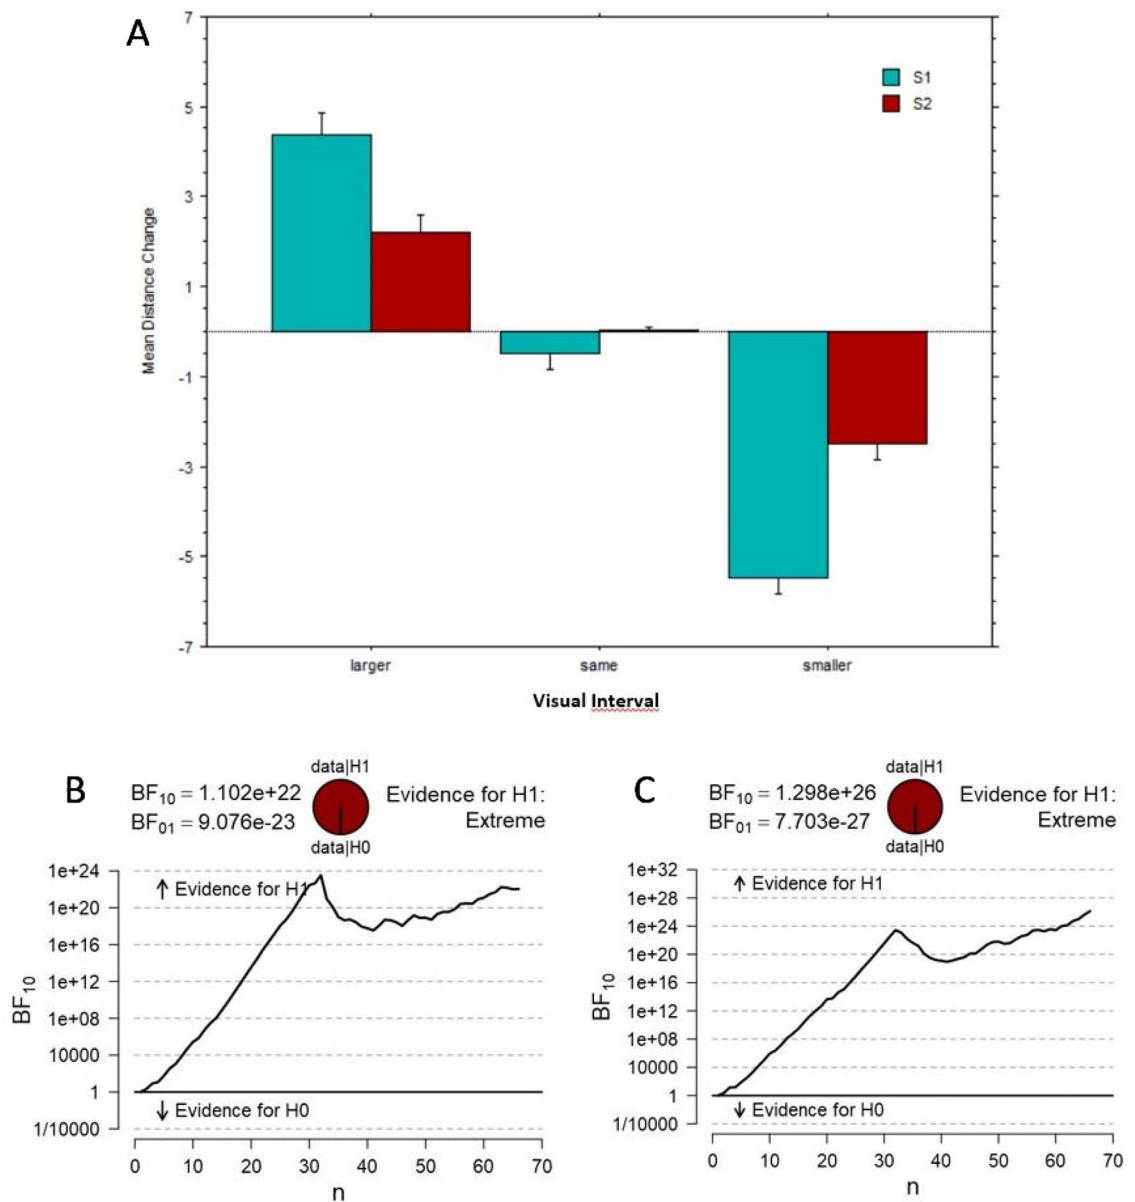 A
7
5
3
1
-1
-3
-5
-7
Mean Distance Change
S1
S2
larger same smaller
Visual Interval
B
BF₁₀ = 1.102e+22
BF₀₁ = 9.076e-23
data|H1
data|H0
Evidence for H1:
Extreme
1e+24
1e+20
1e+16
1e+12
1e+08
10000
1
1/10000
BF₁₀
↑ Evidence for H1
↓ Evidence for H0
0 10 20 30 40 50 60 70
n
C
BF₁₀ = 1.298e+26
BF₀₁ = 7.703e-27
data|H1
data|H0
Evidence for H1:
Extreme
1e+32
1e+28
1e+24
1e+20
1e+16
1e+12
1e+08
10000
1
1/10000
BF₁₀
↑ Evidence for H1
↓ Evidence for H0
0 10 20 30 40 50 60 70
n